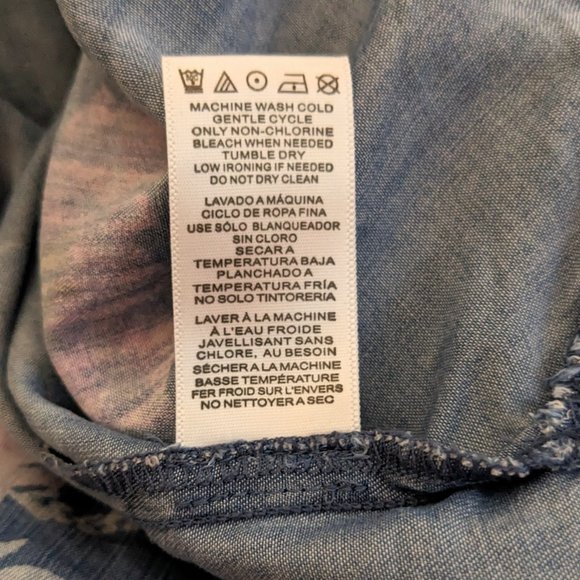 MACHINE WASH COLD
GENTLE CYCLE
ONLY NON-CHLORINE
BLEACH WHEN NEEDED
TUMBLE DRY
LOW IRONING IF NEEDED
DO NOT DRY CLEAN
LAVADO A MÁQUINA
CICLO DE ROPA FINA
USE SÓLO BLANQUEADOR
SIN CLORO
SECAR A
TEMPERATURA BAJA
PLANCHADO A
TEMPERATURA FRÍA
NO SOLO TINTORERÍA
LAVER À LA MACHINE
À L'EAU FROIDE
JAVELLISANT SANS
CHLORE, AU BESOIN
SÉCHER A LA MACHINE
BASSE TEMPÉRATURE
FER FROID SUR L'ENVERS
NO NETTOYER A SEC